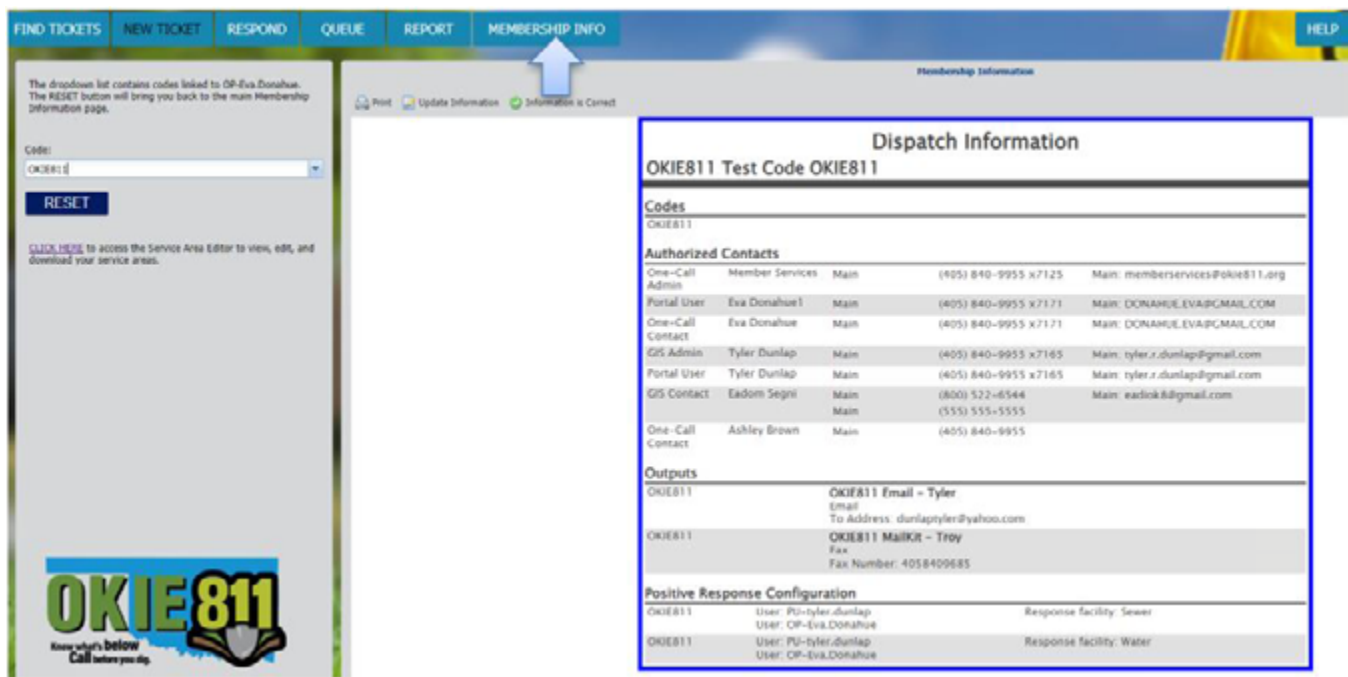 FIND TICKETS NEW TICKET RESPOND QUEUE REPORT MEMBERSHIP INFO HELP
The dropdown list contains codes linked to OP-Eva.Donahue.
The RESET button will bring you back to the main Membership
Information page.
Code:
OKIE811
RESET
CLICK HERE to access the Service Area Editor to view, edit, and
download your service areas.
OKIE811
Know what's below
Call before you dig.
Membership Information
Print Update Information Information is Correct
Dispatch Information
OKIE811 Test Code OKIE811
Codes
OKIE811
Authorized Contacts
One-Call Admin Member Services Main (405) 840-9955 x7125 Main: memberservices@okie811.org
Portal User Eva Donahue1 Main (405) 840-9955 x7171 Main: DONAHUE.EVA@GMAIL.COM
One-Call Contact Eva Donahue Main (405) 840-9955 x7171 Main: DONAHUE.EVA@GMAIL.COM
GIS Admin Tyler Dunlap Main (405) 840-9955 x7165 Main: tyler.r.dunlap@gmail.com
Portal User Tyler Dunlap Main (405) 840-9955 x7165 Main: tyler.r.dunlap@gmail.com
GIS Contact Eadom Segni Main (800) 522-6544 Main: eadiok8@gmail.com
Main (555) 555-5555
One-Call Contact Ashley Brown Main (405) 840-9955
Outputs
OKIE811 OKIE811 Email - Tyler
Email
To Address: dunlaptyler@yahoo.com
OKIE811 OKIE811 MailKit - Troy
Fax
Fax Number: 4058409685
Positive Response Configuration
OKIE811 User: PU-tyler.dunlap Response facility: Sewer
User: OP-Eva.Donahue
OKIE811 User: PU-tyler.dunlap Response facility: Water
User: OP-Eva.Donahue